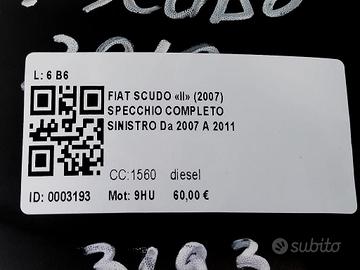 SCUDO
L: 6 B6
FIAT SCUDO «II» (2007)
SPECCHIO COMPLETO
SINISTRO Da 2007 A 2011
CC:1560 diesel
ID: 0003193 Mot: 9HU 60,00 €
3193
subito